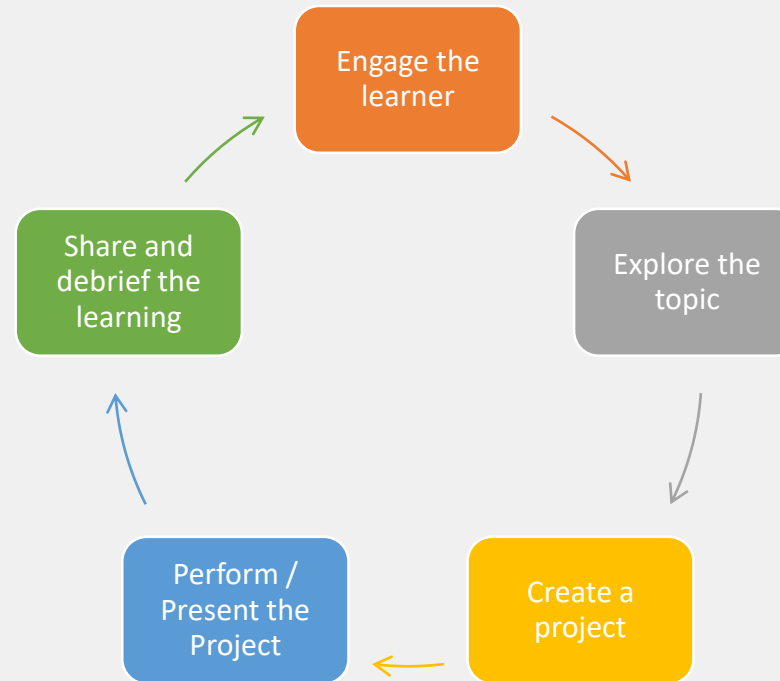 Engage the
learner
Explore the
topic
Create a
project
Perform /
Present the
Project
Share and
debrief the
learning